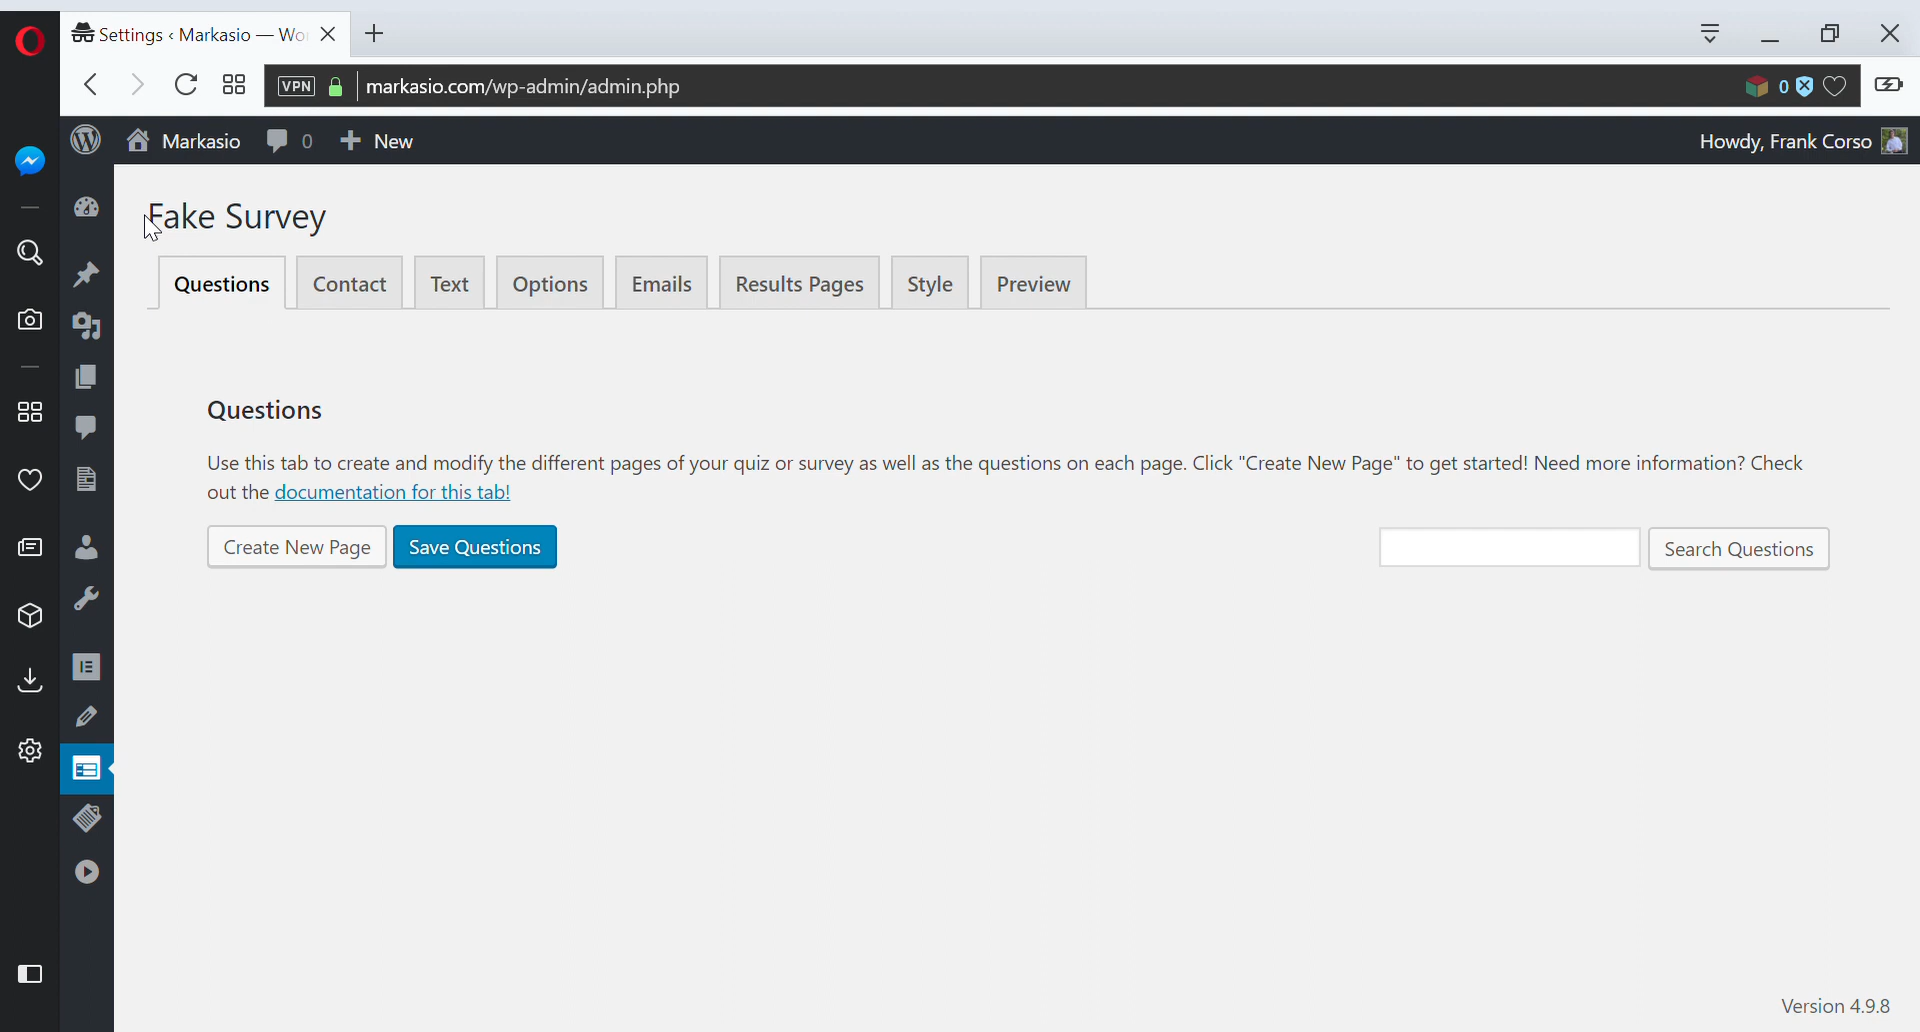 Settings ‹ Markasio — Wo
VPN markasio.com/wp-admin/admin.php 0
Markasio 0 New Howdy, Frank Corso
Fake Survey
Questions Contact Text Options Emails Results Pages Style Preview
Questions
Use this tab to create and modify the different pages of your quiz or survey as well as the questions on each page. Click "Create New Page" to get started! Need more information? Check
out the documentation for this tab!
Create New Page Save Questions Search Questions
Version 4.9.8